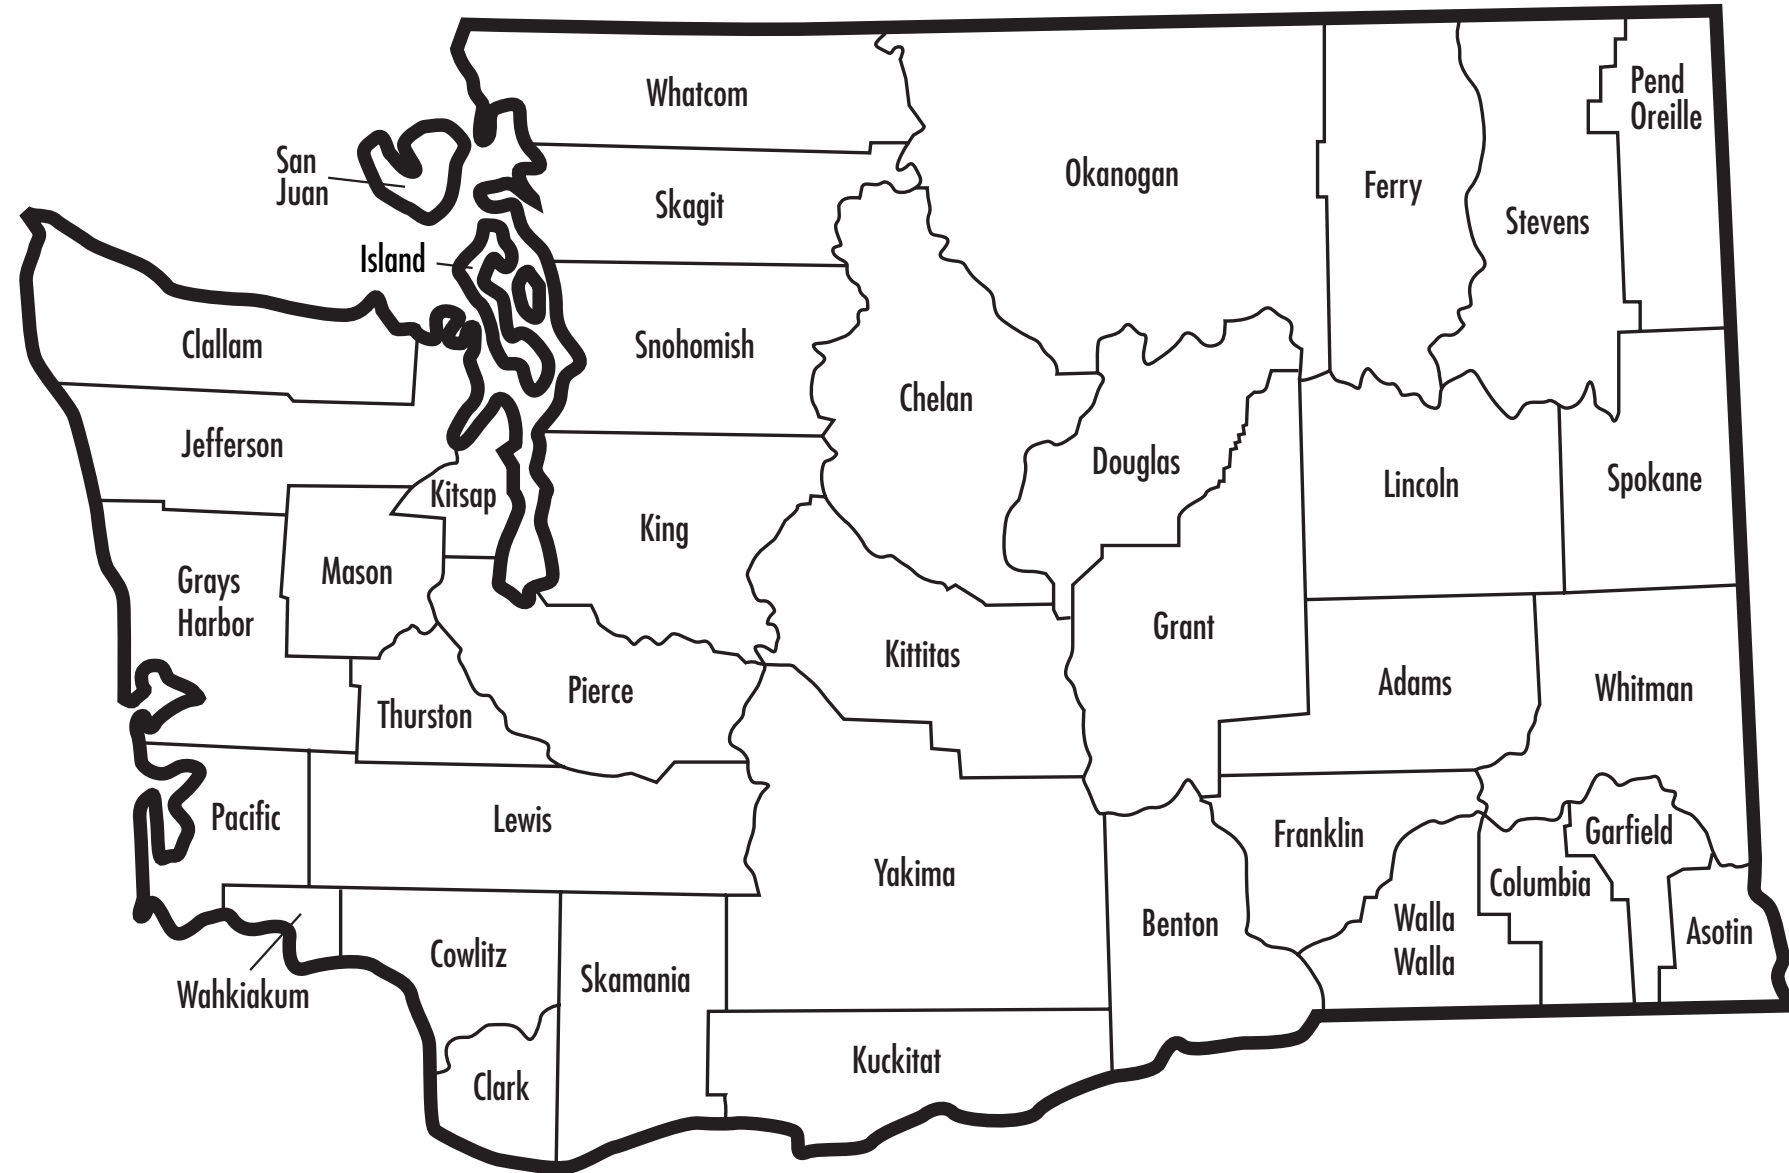 Whatcom
Pend
Oreille
San
Juan
Okanogan
Ferry
Skagit
Stevens
Island
Clallam
Snohomish
Chelan
Jefferson
Douglas
Lincoln
Spokane
Kitsap
King
Mason
Grays
Harbor
Grant
Kittitas
Adams
Whitman
Pierce
Thurston
Pacific
Lewis
Franklin
Garfield
Yakima
Columbia
Benton
Walla
Walla
Asotin
Cowlitz
Skamania
Wahkiakum
Kuckitat
Clark